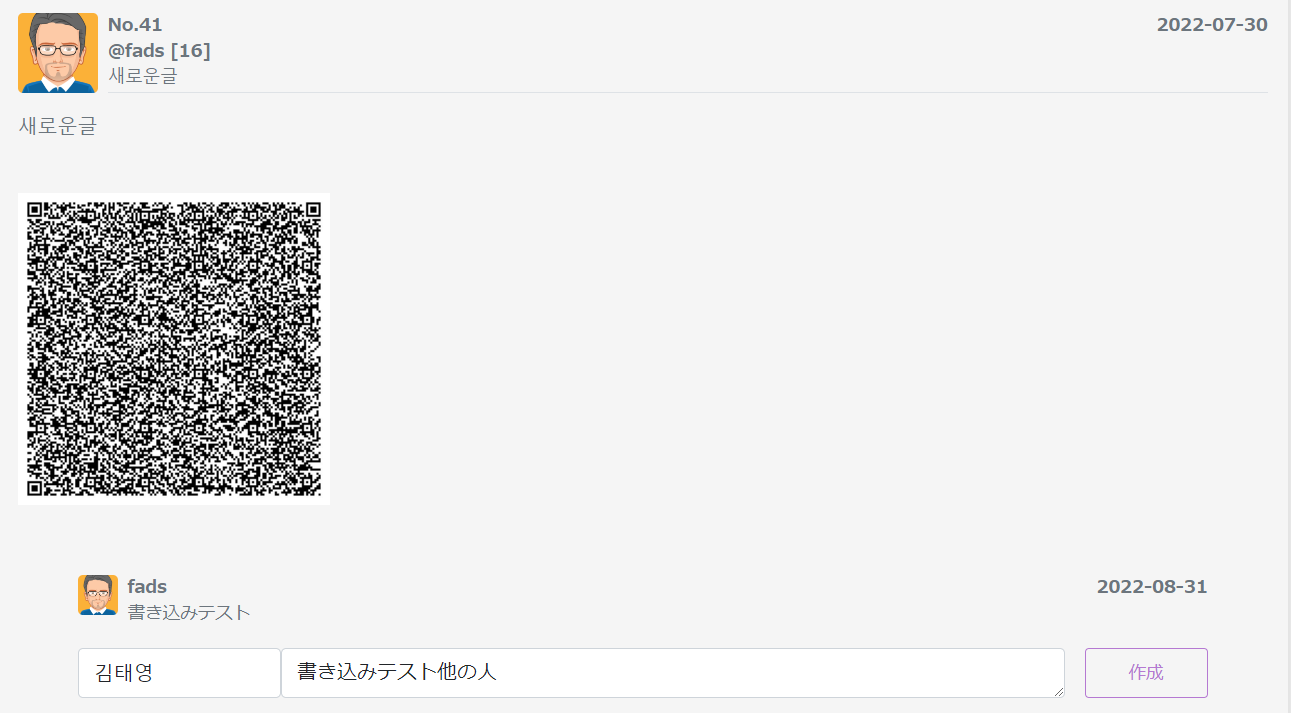 No.41
2022-07-30
@fads [16]
새로운글
새로운글
fads
2022-08-31
書き込みテスト
김태영
書き込みテスト他の人
作成